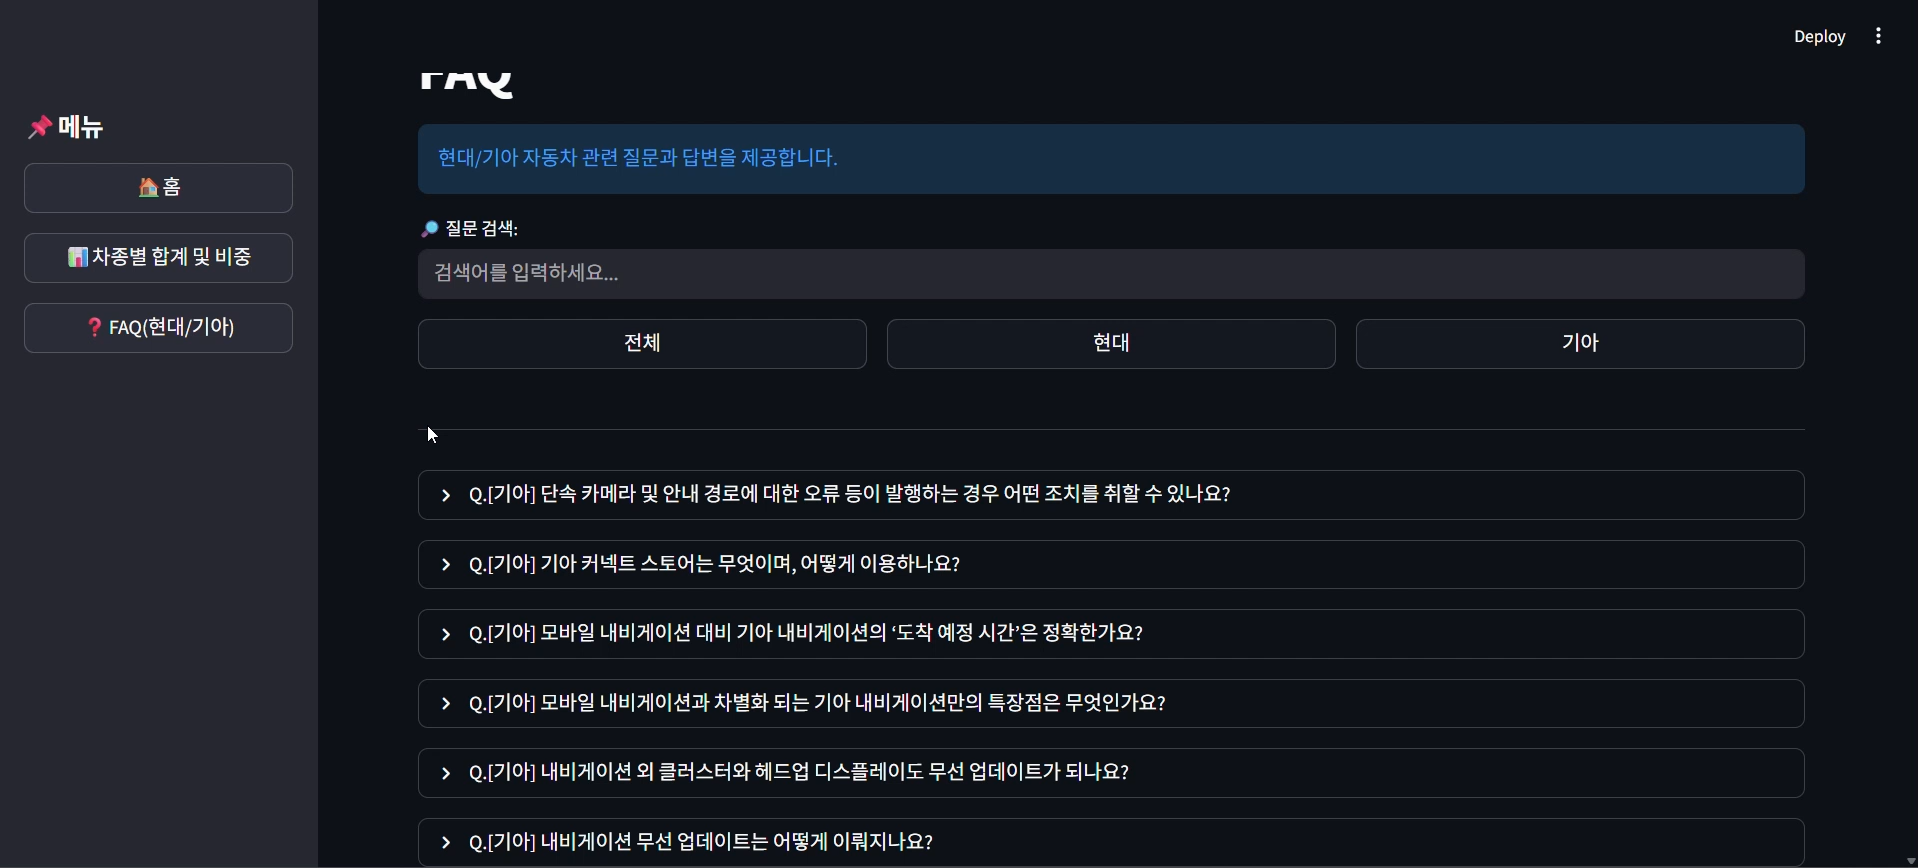 Deploy
FAQ
메뉴
홈
차종별 합계 및 비중
FAQ(현대/기아)
현대/기아 자동차 관련 질문과 답변을 제공합니다.
질문 검색:
검색어를 입력하세요...
전체
현대
기아
Q.[기아] 단속 카메라 및 안내 경로에 대한 오류 등이 발행하는 경우 어떤 조치를 취할 수 있나요?
Q.[기아] 기아 커넥트 스토어는 무엇이며, 어떻게 이용하나요?
Q.[기아] 모바일 내비게이션 대비 기아 내비게이션의 ‘도착 예정 시간’은 정확한가요?
Q.[기아] 모바일 내비게이션과 차별화 되는 기아 내비게이션만의 특장점은 무엇인가요?
Q.[기아] 내비게이션 외 클러스터와 헤드업 디스플레이도 무선 업데이트가 되나요?
Q.[기아] 내비게이션 무선 업데이트는 어떻게 이뤄지나요?